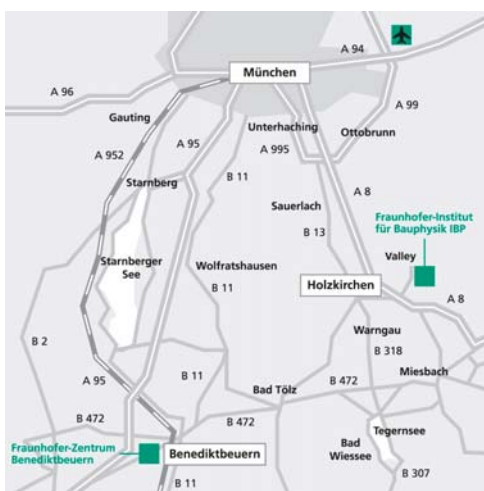 A 94
München
A 96
A 99
Gauting
Unterhaching
Ottobrunn
A 95
A 952
A 995
B 11
Starnberg
A 8
Sauerlach
Fraunhofer-Institut
für Bauphysik IBP
B 13
Starnberger
See
Wolfratshausen
Valley
B 11
Holzkirchen
A 8
Warngau
B 2
B 318
Miesbach
A 95
B 11
Bad Tölz
B 472
B 472
B 472
Tegernsee
Fraunhofer-Zentrum
Benediktbeuern
Benediktbeuern
Bad
Wiessee
B 307
B 11